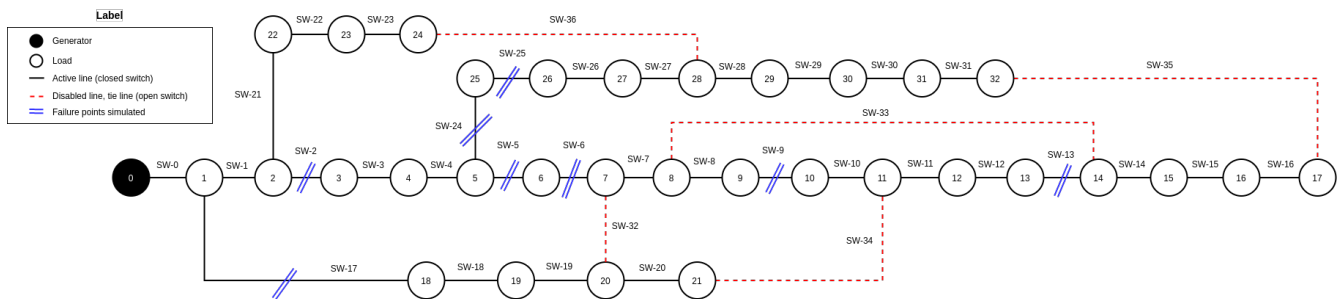 Label
Generator
Load
Active line (closed switch)
Disabled line, tie line (open switch)
Failure points simulated
SW-22
SW-23
SW-36
22
23
24
SW-25
SW-26
SW-27
SW-28
SW-29
SW-30
SW-31
SW-35
25
26
27
28
29
30
31
32
SW-21
SW-24
SW-33
SW-0
SW-1
SW-2
SW-3
SW-4
SW-5
SW-6
SW-7
SW-8
SW-9
SW-10
SW-11
SW-12
SW-13
SW-14
SW-15
SW-16
0
1
2
3
4
5
6
7
8
9
10
11
12
13
14
15
16
17
SW-32
SW-34
SW-17
SW-18
SW-19
SW-20
18
19
20
21